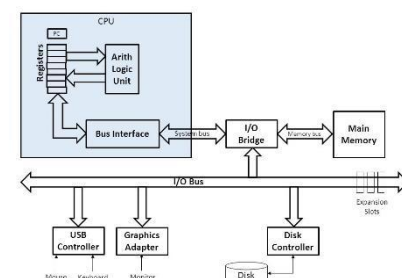 CPU
PC
Registers
Arith
Logic
Unit
Bus Interface
System bus
I/O
Bridge
Memory bus
Main
Memory
I/O Bus
Expansion
Slots
USB
Controller
Graphics
Adapter
Disk
Controller
Mouse
Keyboard
Monitor
Disk